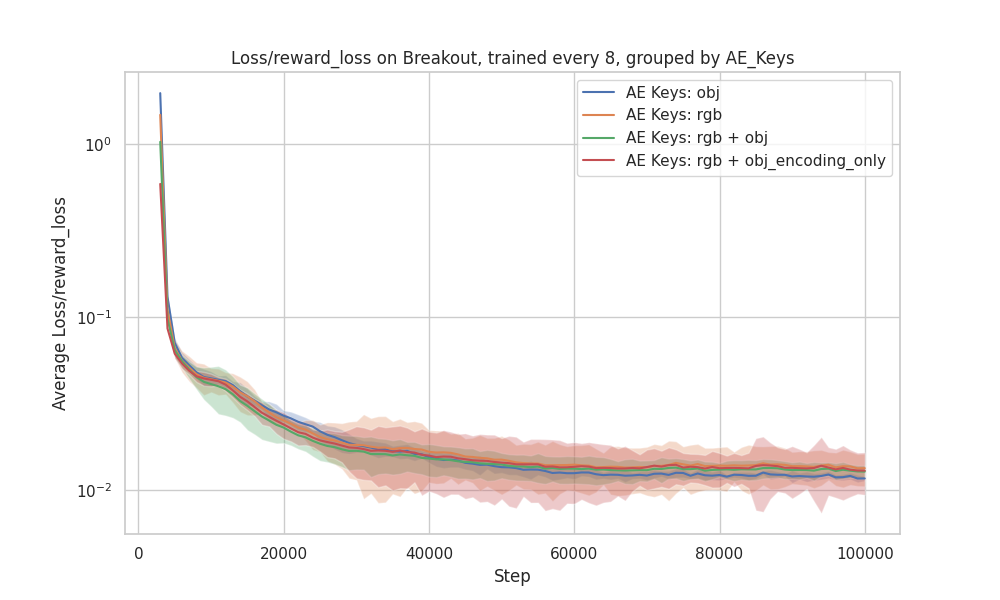 Loss/reward_loss on Breakout, trained every 8, grouped by AE_Keys
AE Keys: obj
AE Keys: rgb
AE Keys: rgb + obj
AE Keys: rgb + obj_encoding_only
Average Loss/reward_loss
10⁰
10⁻¹
10⁻²
0 20000 40000 60000 80000 100000
Step